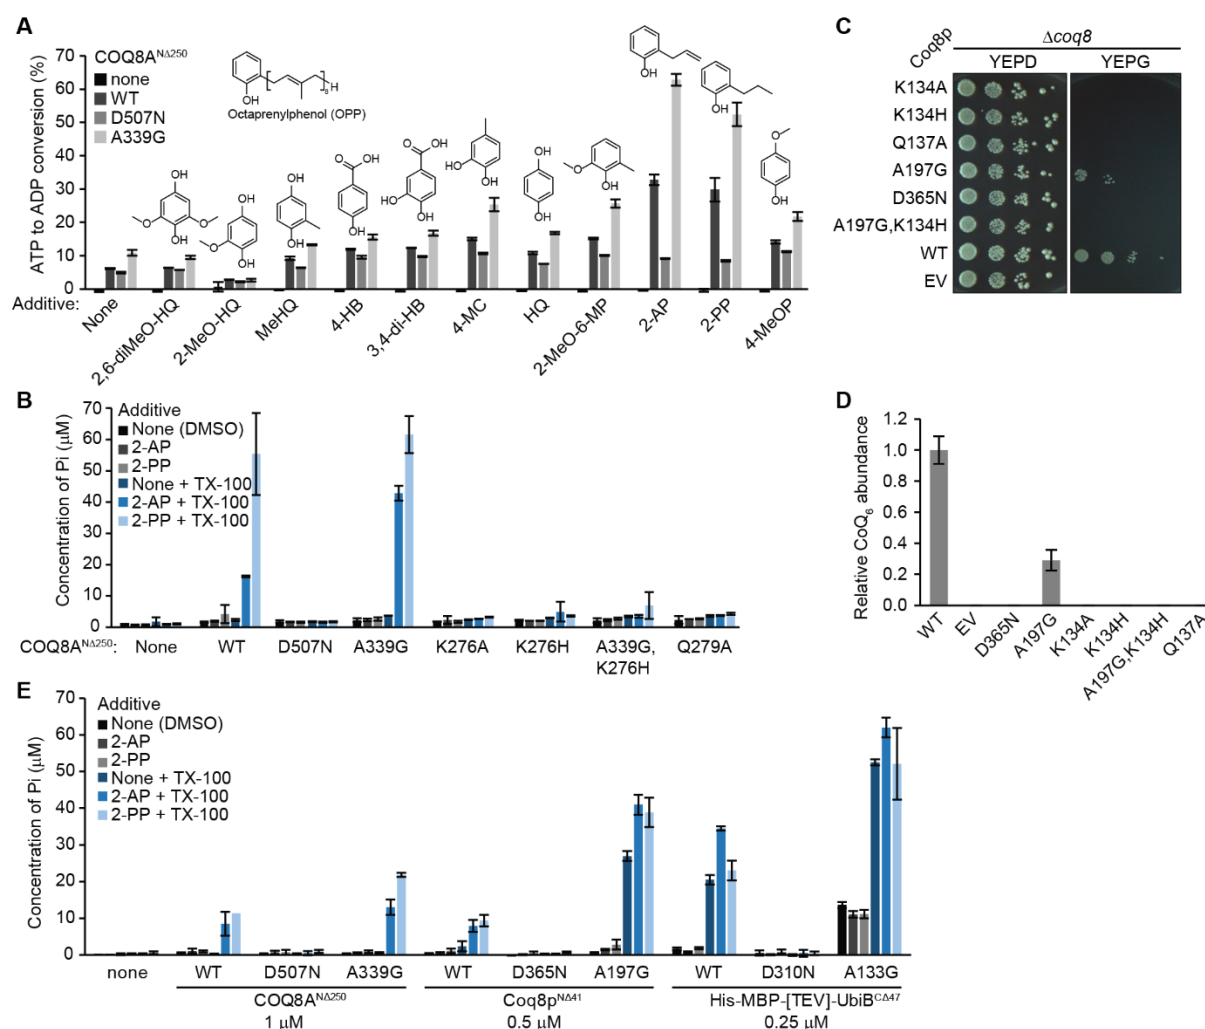 A
COQ8A^NΔ250
none
WT
D507N
A339G
ATP to ADP conversion (%)
70
60
50
40
30
20
10
0
H
8
OH
Octaprenylphenol (OPP)
OH
O
O
OH
OH
O
OH
OH
OH
O
OH
OH
O
OH
HO
OH
HO
OH
OH
OH
O
OH
OH
OH
O
OH
Additive:
None
2,6-diMeO-HQ
2-MeO-HQ
MeHQ
4-HB
3,4-di-HB
4-MC
HQ
2-MeO-6-MP
2-AP
2-PP
4-MeOP
B
Concentration of Pi (μM)
70
60
50
40
30
20
10
0
Additive
None (DMSO)
2-AP
2-PP
None + TX-100
2-AP + TX-100
2-PP + TX-100
COQ8A^NΔ250:
None
WT
D507N
A339G
K276A
K276H
A339G,
K276H
Q279A
C
Coq8p
Δcoq8
YEPD
YEPG
K134A
K134H
Q137A
A197G
D365N
A197G,K134H
WT
EV
D
Relative CoQ6 abundance
1.2
1.0
0.8
0.6
0.4
0.2
0.0
WT
EV
D365N
A197G
K134A
K134H
A197G,K134H
Q137A
E
Concentration of Pi (μM)
70
60
50
40
30
20
10
0
Additive
None (DMSO)
2-AP
2-PP
None + TX-100
2-AP + TX-100
2-PP + TX-100
none
WT
D507N
A339G
WT
D365N
A197G
WT
D310N
A133G
COQ8A^NΔ250
Coq8p^NΔ41
His-MBP-[TEV]-UbiB^CΔ47
1 μM
0.5 μM
0.25 μM